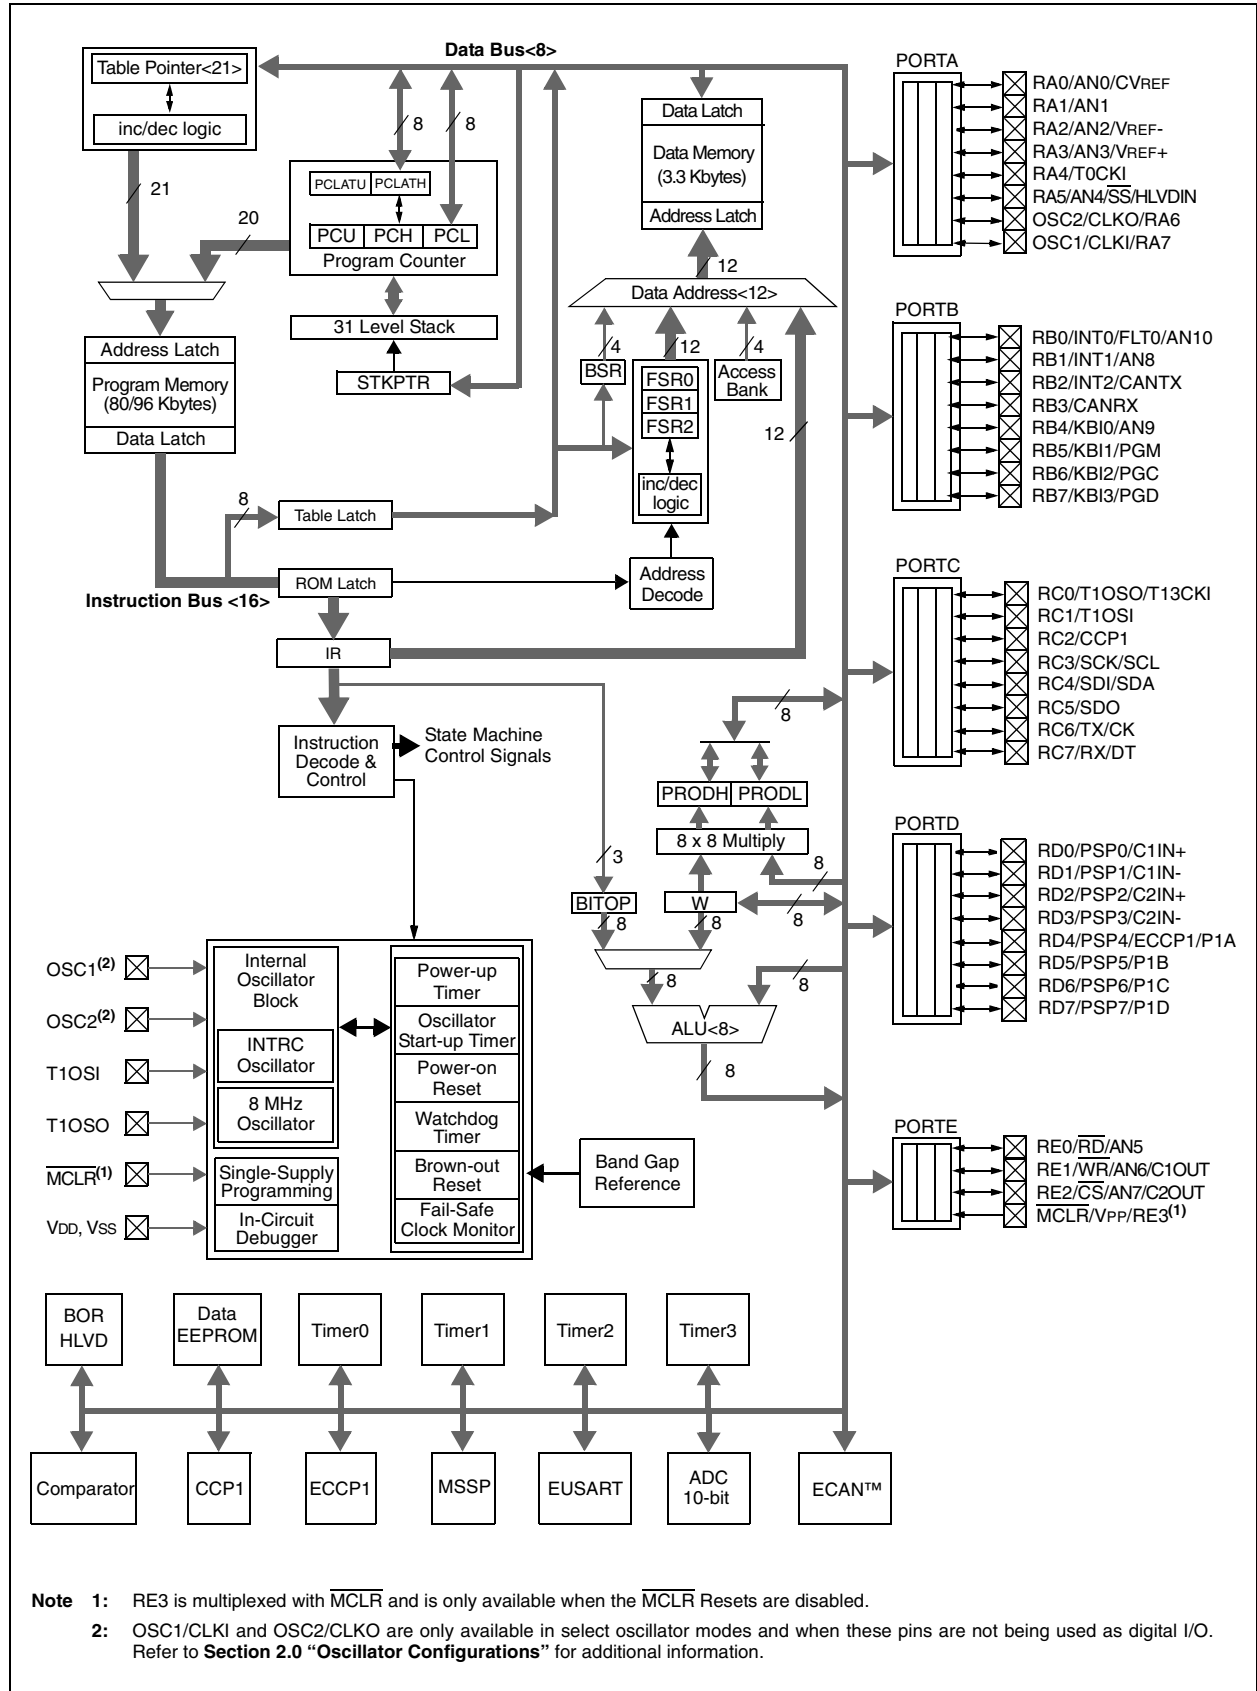 Data Bus<8>
Table Pointer<21>
inc/dec logic
21
20
8
8
PCLATU PCLATH
PCU PCH PCL
Program Counter
31 Level Stack
STKPTR
Address Latch
Program Memory
(80/96 Kbytes)
Data Latch
8
Table Latch
Instruction Bus <16>
ROM Latch
IR
Data Latch
Data Memory
(3.3 Kbytes)
Address Latch
12
Data Address<12>
4
12
4
BSR
FSR0
FSR1
FSR2
inc/dec
logic
Access
Bank
12
Address
Decode
Instruction
Decode &
Control
State Machine
Control Signals
8
PRODH PRODL
8 x 8 Multiply
3
8
BITOP
W
8
8
8
8
8
ALU<8>
8
OSC1(2)
OSC2(2)
T1OSI
T1OSO
MCLR(1)
VDD, VSS
Internal
Oscillator
Block
INTRC
Oscillator
8 MHz
Oscillator
Single-Supply
Programming
In-Circuit
Debugger
Power-up
Timer
Oscillator
Start-up Timer
Power-on
Reset
Watchdog
Timer
Brown-out
Reset
Fail-Safe
Clock Monitor
Band Gap
Reference
PORTA
RA0/AN0/CVREF
RA1/AN1
RA2/AN2/VREF-
RA3/AN3/VREF+
RA4/T0CKI
RA5/AN4/SS/HLVDIN
OSC2/CLKO/RA6
OSC1/CLKI/RA7
PORTB
RB0/INT0/FLT0/AN10
RB1/INT1/AN8
RB2/INT2/CANTX
RB3/CANRX
RB4/KBI0/AN9
RB5/KBI1/PGM
RB6/KBI2/PGC
RB7/KBI3/PGD
PORTC
RC0/T1OSO/T13CKI
RC1/T1OSI
RC2/CCP1
RC3/SCK/SCL
RC4/SDI/SDA
RC5/SDO
RC6/TX/CK
RC7/RX/DT
PORTD
RD0/PSP0/C1IN+
RD1/PSP1/C1IN-
RD2/PSP2/C2IN+
RD3/PSP3/C2IN-
RD4/PSP4/ECCP1/P1A
RD5/PSP5/P1B
RD6/PSP6/P1C
RD7/PSP7/P1D
PORTE
RE0/RD/AN5
RE1/WR/AN6/C1OUT
RE2/CS/AN7/C2OUT
MCLR/VPP/RE3(1)
BOR
HLVD
Data
EEPROM
Timer0
Timer1
Timer2
Timer3
Comparator
CCP1
ECCP1
MSSP
EUSART
ADC
10-bit
ECAN™
Note 1: RE3 is multiplexed with MCLR and is only available when the MCLR Resets are disabled.
2: OSC1/CLKI and OSC2/CLKO are only available in select oscillator modes and when these pins are not being used as digital I/O.
Refer to Section 2.0 “Oscillator Configurations” for additional information.